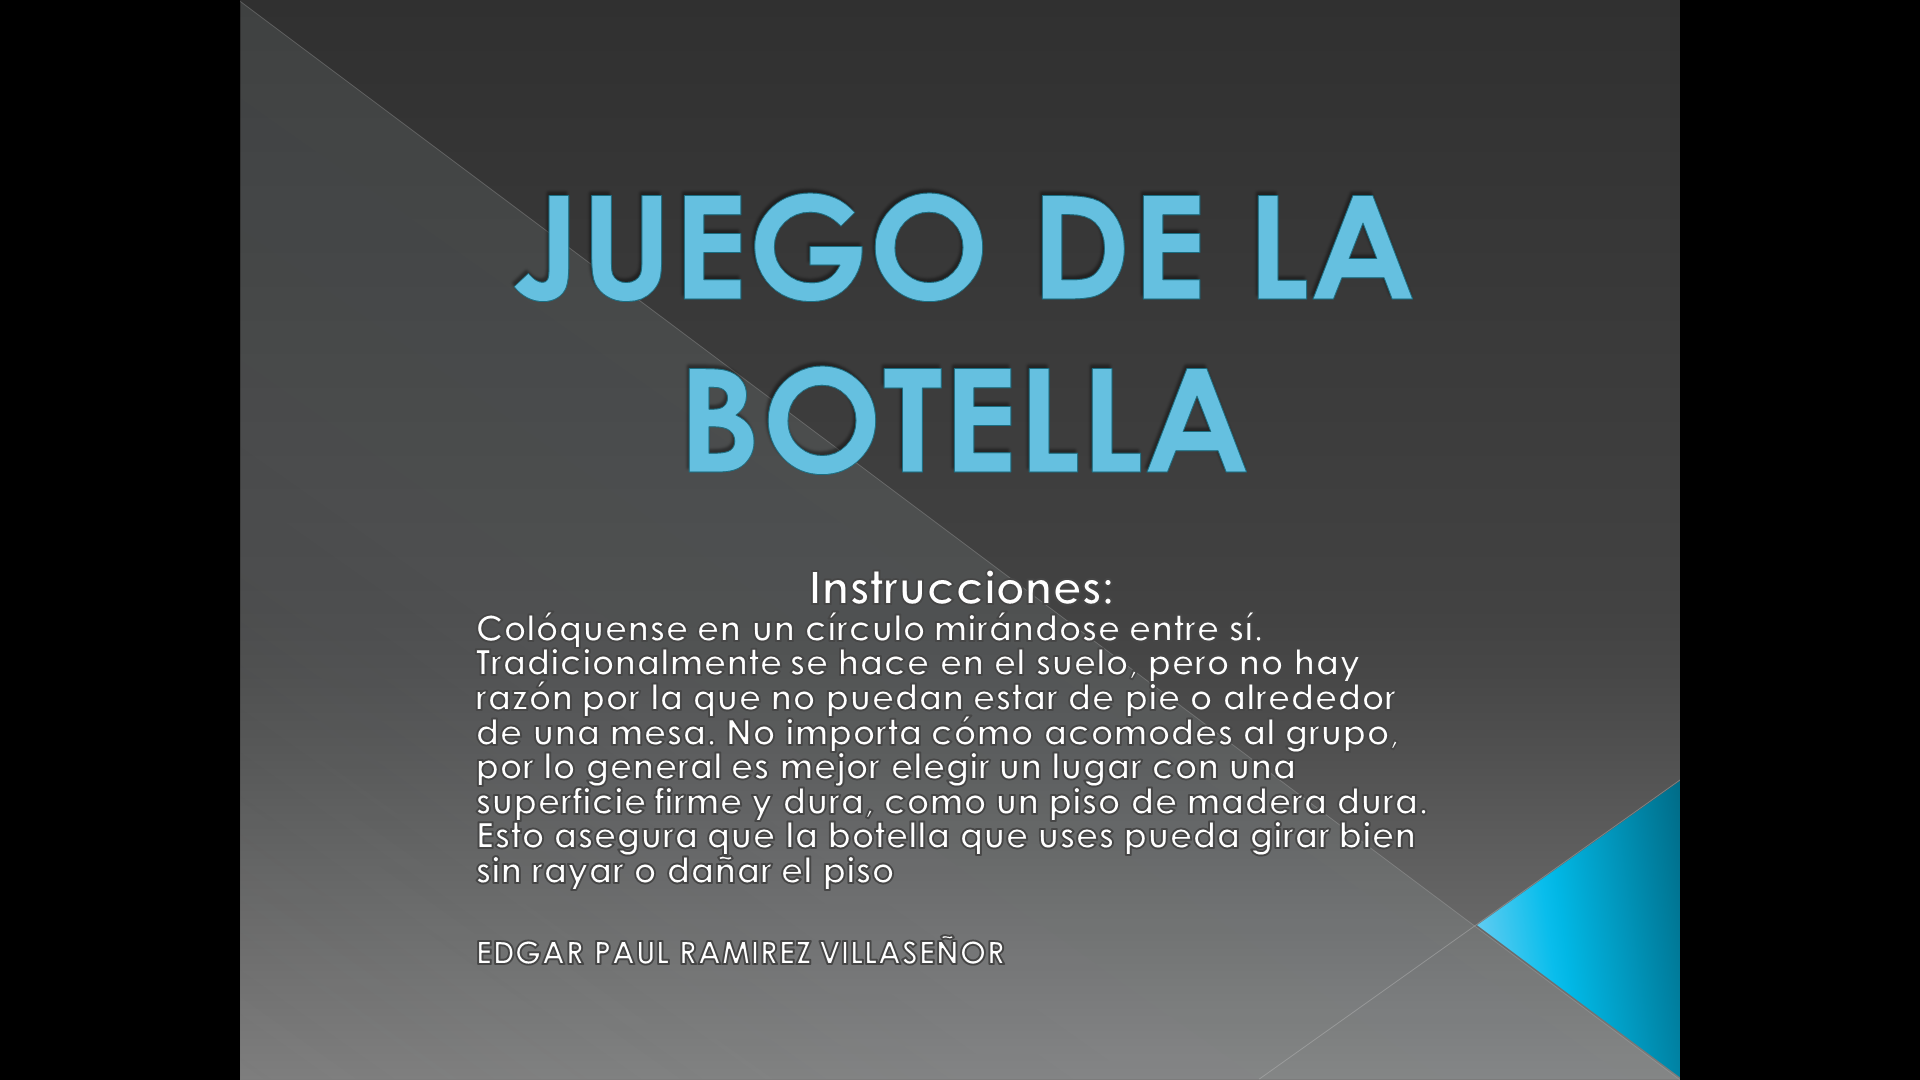 JUEGO DE LA
BOTELLA
Instrucciones:
Colóquense en un círculo mirándose entre sí.
Tradicionalmente se hace en el suelo, pero no hay
razón por la que no puedan estar de pie o alrededor
de una mesa. No importa cómo acomodes al grupo,
por lo general es mejor elegir un lugar con una
superficie firme y dura, como un piso de madera dura.
Esto asegura que la botella que uses pueda girar bien
sin rayar o dañar el piso
EDGAR PAUL RAMIREZ VILLASEÑOR